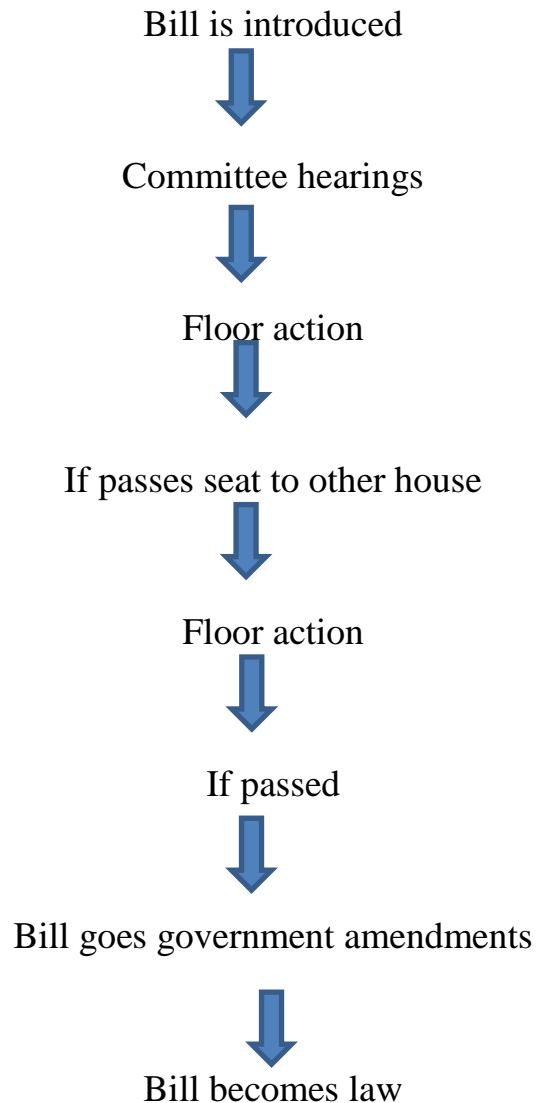 Bill is introduced
Committee hearings
Floor action
If passes seat to other house
Floor action
If passed
Bill goes government amendments
Bill becomes law